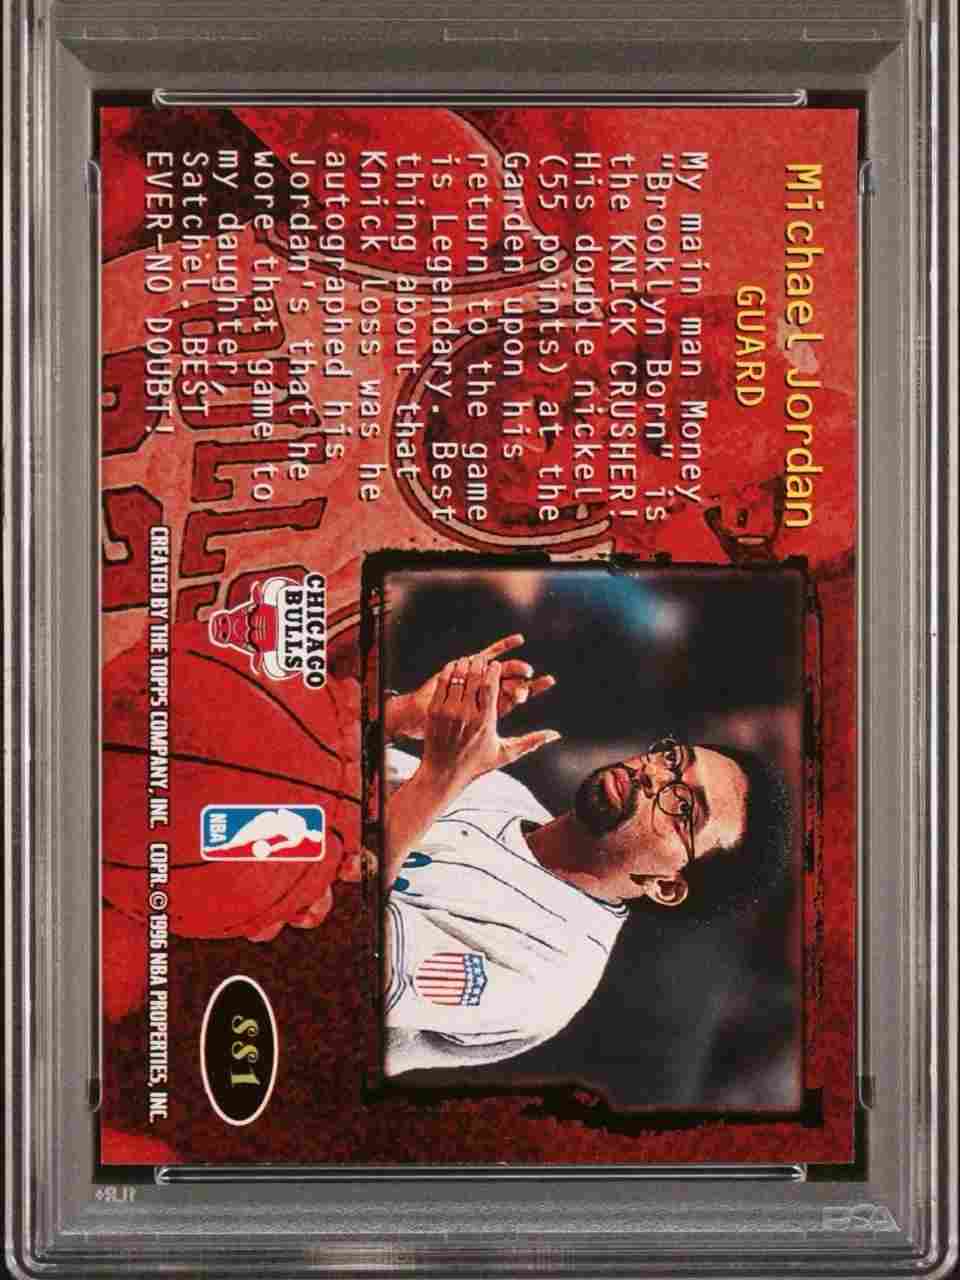 Michael Jordan
GUARD
My main man Money
"Brooklyn Born" is
the KNICK CRUSHER!
His double nickel
(55 points) at the
Garden upon his
return to the game
is Legendary. Best
thing about that
Knick loss was he
autographed his
Jordan's that he
wore that game to
my daughter,
Satchel. BEST
EVER-NO DOUBT!
CHICAGO
BULLS
NBA
881
CREATED BY THE TOPPS COMPANY, INC. COPR. © 1996 NBA PROPERTIES, INC.
PSA